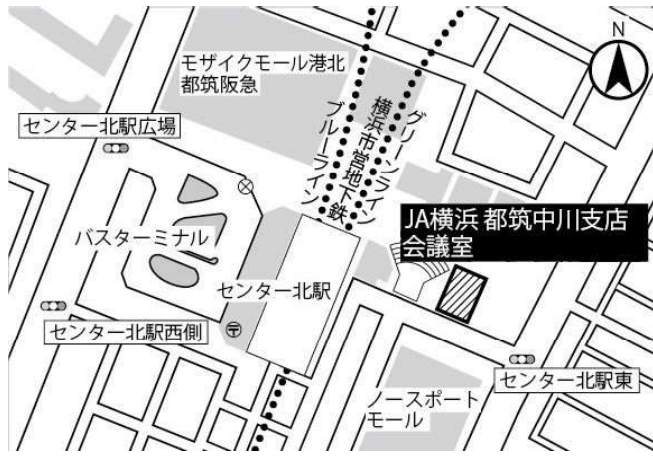 モザイクモール港北
都筑阪急
N
センター北駅広場
ブルーライン
横浜市営地下鉄
グリーンライン
JA横浜 都筑中川支店
会議室
バスターミナル
センター北駅
センター北駅西側
〒
センター北駅東
ノースポート
モール